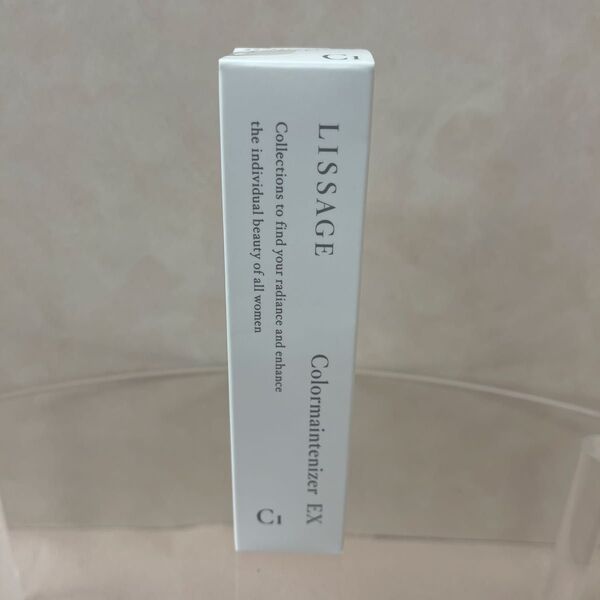 LISSAGE
Collections to find your radiance and enhance
the individual beauty of all women
Colormaintenizer EX
C1
C1